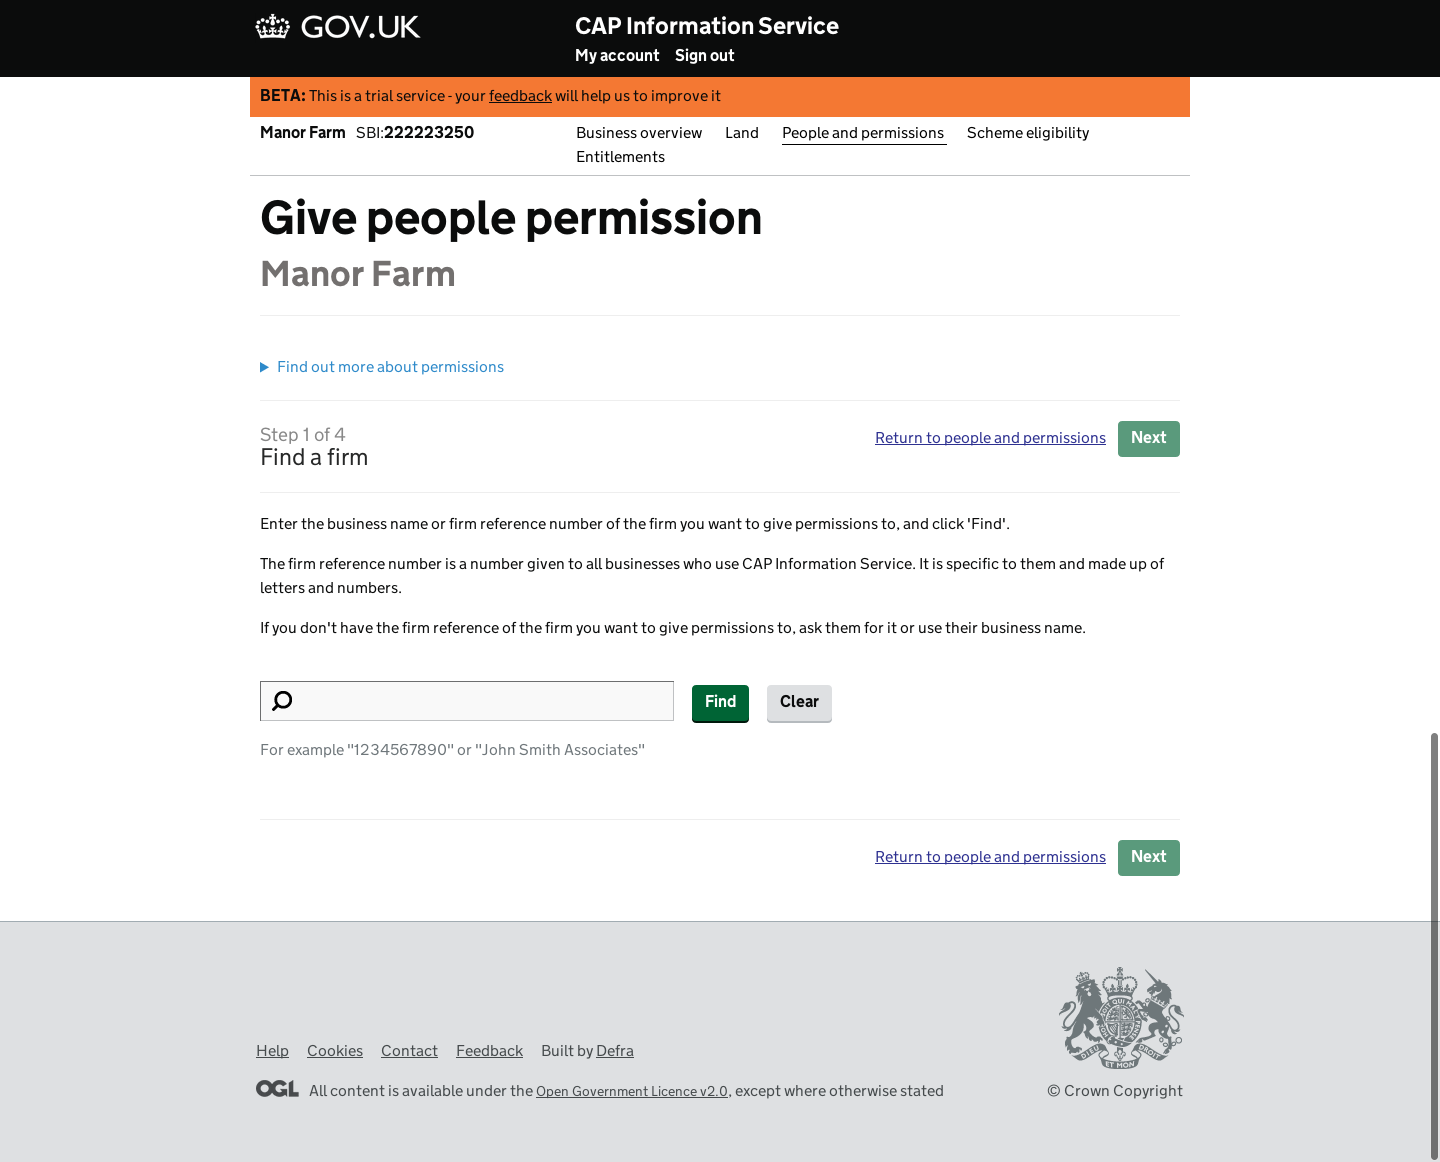 GOV.UK
CAP Information Service
My account Sign out
BETA: This is a trial service - your feedback will help us to improve it
Manor Farm SBI:222223250
Business overview Land People and permissions Scheme eligibility
Entitlements
Give people permission
Manor Farm
Find out more about permissions
Step 1 of 4
Find a firm
Return to people and permissions Next
Enter the business name or firm reference number of the firm you want to give permissions to, and click 'Find'.
The firm reference number is a number given to all businesses who use CAP Information Service. It is specific to them and made up of
letters and numbers.
If you don't have the firm reference of the firm you want to give permissions to, ask them for it or use their business name.
Find Clear
For example "1234567890" or "John Smith Associates"
Return to people and permissions Next
DIEU ET MON DROIT
Help Cookies Contact Feedback Built by Defra
OGL All content is available under the Open Government Licence v2.0, except where otherwise stated
© Crown Copyright